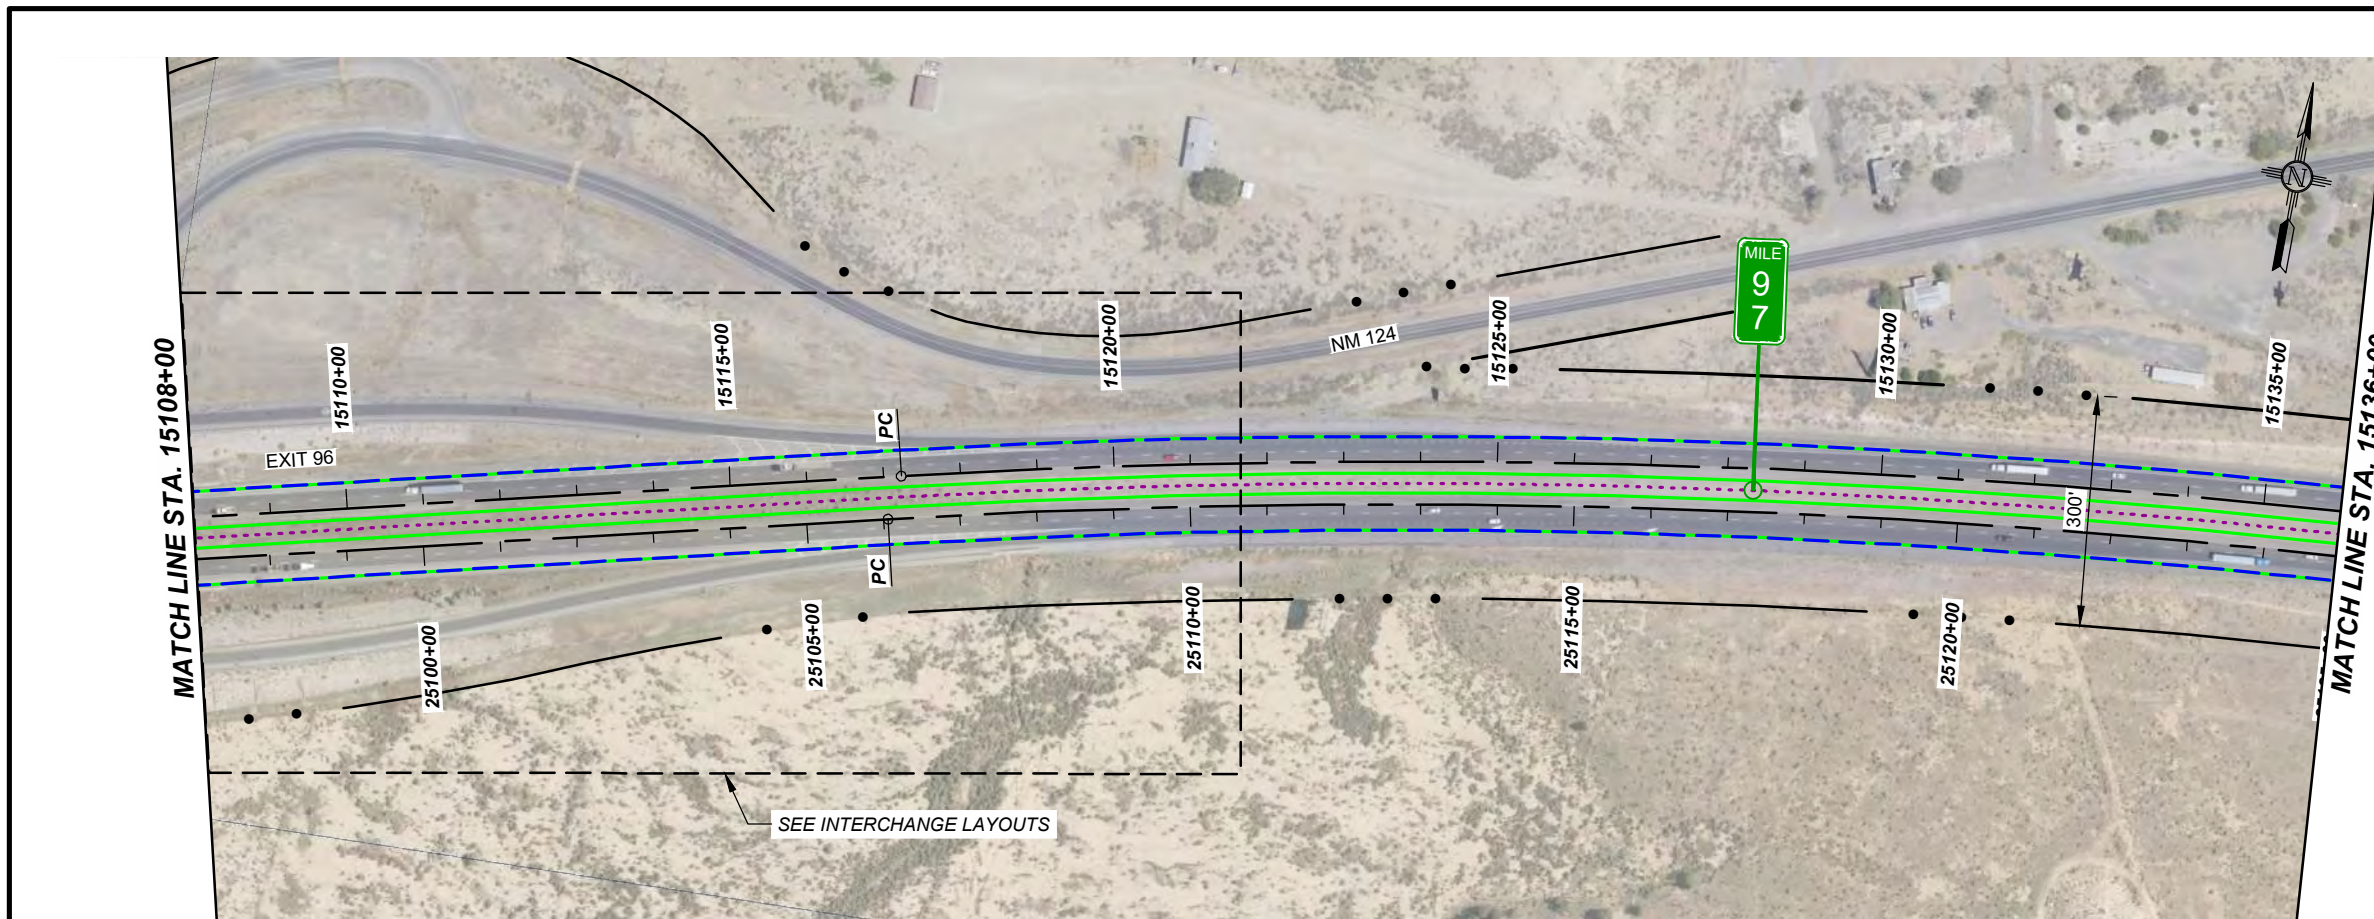 MATCH LINE STA. 15108+00
EXIT 96
15110+00
15115+00
PC
15120+00
NM 124
15125+00
MILE
9
7
15130+00
15135+00
N
300'
MATCH LINE STA. 15136+00
PC
25100+00
25105+00
25110+00
25115+00
25120+00
SEE INTERCHANGE LAYOUTS